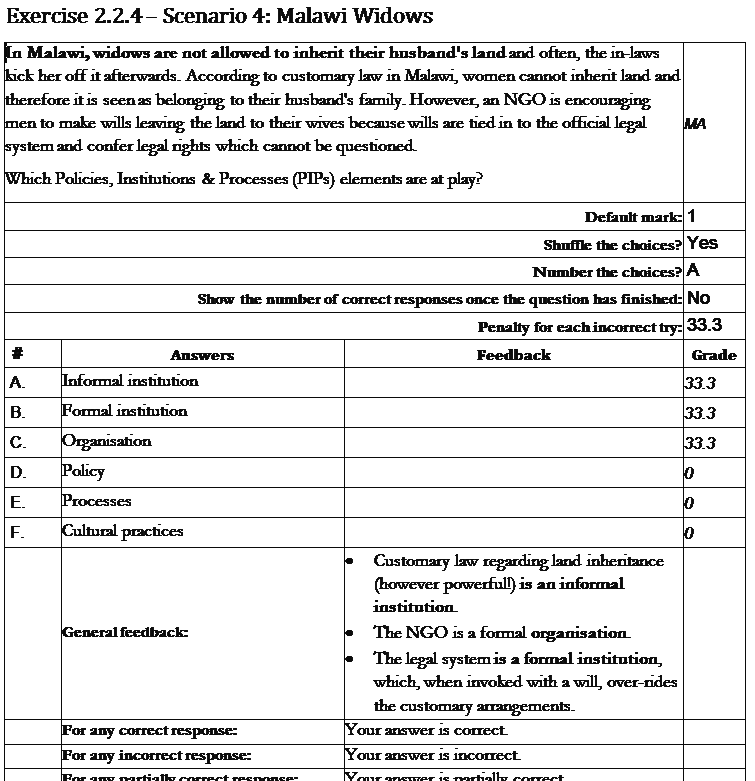 Exercise 2.2.4 – Scenario 4: Malawi Widows
In Malawi, widows are not allowed to inherit their husband's land and often, the in-laws
kick her off it afterwards. According to customary law in Malawi, women cannot inherit land and
therefore it is seen as belonging to their husband's family. However, an NGO is encouraging
men to make wills leaving the land to their wives because wills are tied in to the official legal
system and confer legal rights which cannot be questioned.
MA
Which Policies, Institutions & Processes (PIPs) elements are at play?
Default mark: 1
Shuffle the choices? Yes
Number the choices? A
Show the number of correct responses once the question has finished: No
Penalty for each incorrect try: 33.3
# Answers Feedback Grade
A. Informal institution 33.3
B. Formal institution 33.3
C. Organisation 33.3
D. Policy 0
E. Processes 0
F. Cultural practices 0
General feedback:
• Customary law regarding land inheritance
(however powerful!) is an informal
institution.
• The NGO is a formal organisation.
• The legal system is a formal institution,
which, when invoked with a will, over-rides
the customary arrangements.
For any correct response: Your answer is correct.
For any incorrect response: Your answer is incorrect.
For any partially correct response: Your answer is partially correct.